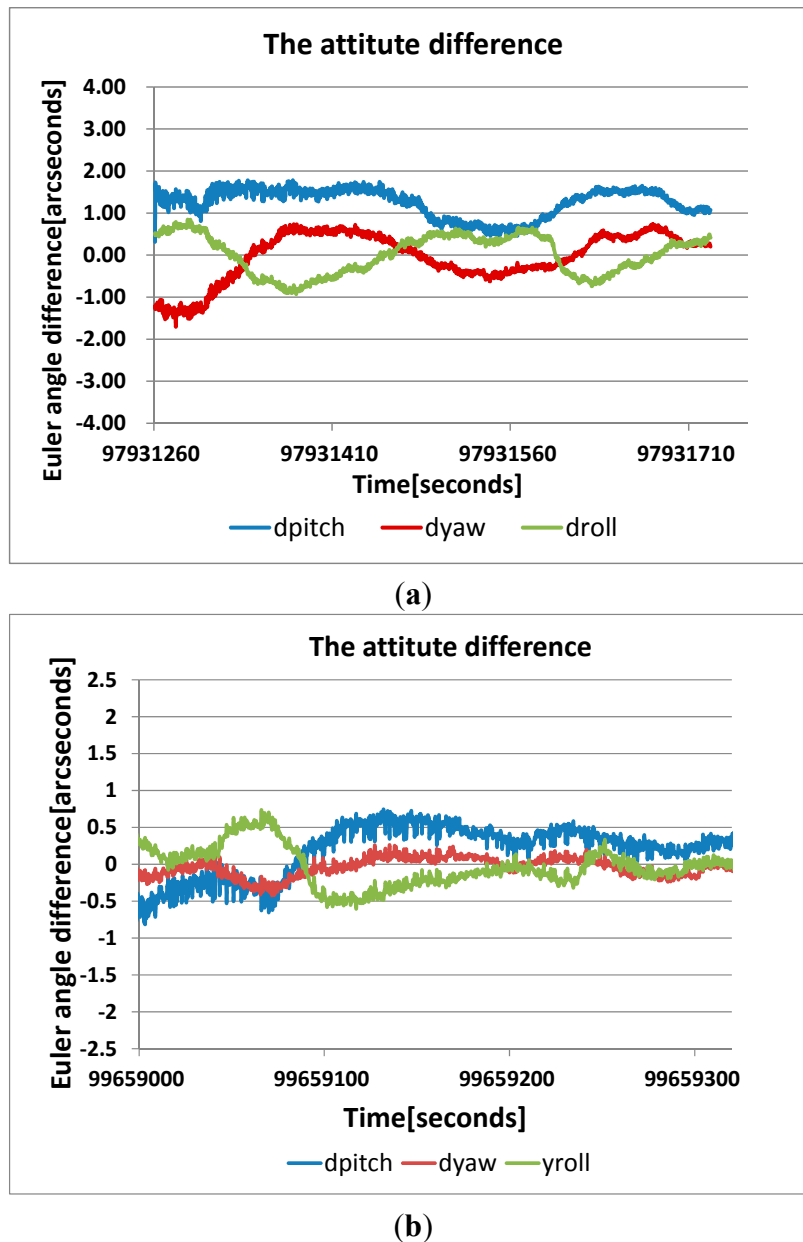 The attitute difference
Euler angle difference[arcseconds]
4.00
3.00
2.00
1.00
0.00
-1.00
-2.00
-3.00
-4.00
97931260 97931410 97931560 97931710
Time[seconds]
dpitch dyaw droll
(a)
The attitute difference
Euler angle difference[arcseconds]
2.5
2
1.5
1
0.5
0
-0.5
-1
-1.5
-2
-2.5
99659000 99659100 99659200 99659300
Time[seconds]
dpitch dyaw yroll
(b)